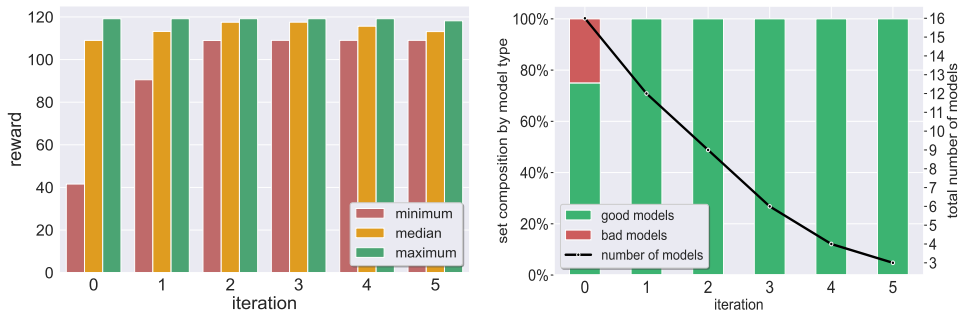 120
100
80
60
40
20
0
reward
minimum
median
maximum
0 1 2 3 4 5
iteration
100%
80%
60%
40%
20%
0%
set composition by model type
good models
bad models
number of models
0 1 2 3 4 5
iteration
16
15
14
13
12
11
10
9
8
7
6
5
4
3
total number of models